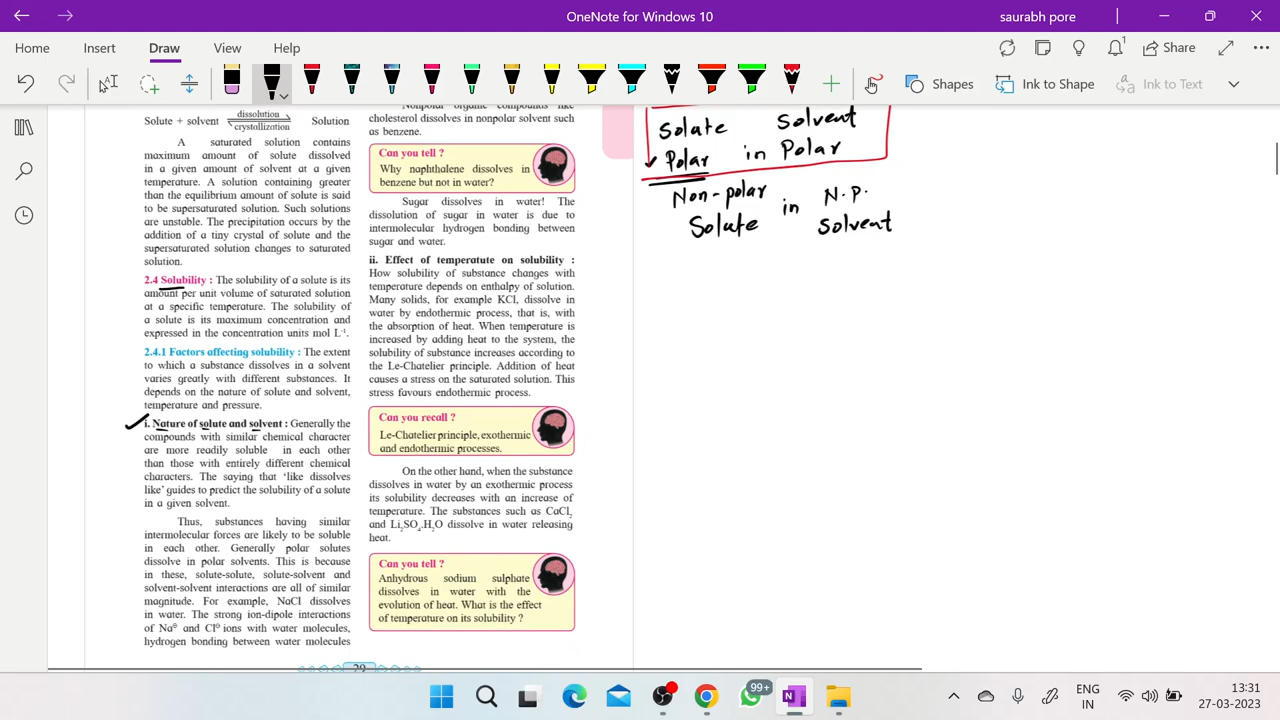 OneNote for Windows 10
saurabh pore
Home Insert Draw View Help
Share
Shapes
Ink to Shape
Ink to Text
Solute + solvent dissolution Solution
crystallization
A saturated solution contains
maximum amount of solute dissolved
in a given amount of solvent at a given
temperature. A solution containing greater
than the equilibrium amount of solute is said
to be supersaturated solution. Such solutions
are unstable. The precipitation occurs by the
addition of a tiny crystal of solute and the
supersaturated solution changes to saturated
solution.
2.4 Solubility : The solubility of a solute is its
amount per unit volume of saturated solution
at a specific temperature. The solubility of
a solute is its maximum concentration and
expressed in the concentration units mol L⁻¹.
2.4.1 Factors affecting solubility : The extent
to which a substance dissolves in a solvent
varies greatly with different substances. It
depends on the nature of solute and solvent,
temperature and pressure.
i. Nature of solute and solvent : Generally the
compounds with similar chemical character
are more readily soluble in each other
than those with entirely different chemical
characters. The saying that 'like dissolves
like' guides to predict the solubility of a solute
in a given solvent.
Thus, substances having similar
intermolecular forces are likely to be soluble
in each other. Generally polar solutes
dissolve in polar solvents. This is because
in these, solute-solute, solute-solvent and
solvent-solvent interactions are all of similar
magnitude. For example, NaCl dissolves
in water. The strong ion-dipole interactions
of Na⊕ and Cl⊖ ions with water molecules,
hydrogen bonding between water molecules
Nonpolar organic compounds like
cholesterol dissolves in nonpolar solvent such
as benzene.
Can you tell ?
Why naphthalene dissolves in
benzene but not in water?
Sugar dissolves in water! The
dissolution of sugar in water is due to
intermolecular hydrogen bonding between
sugar and water.
ii. Effect of temperatute on solubility :
How solubility of substance changes with
temperature depends on enthalpy of solution.
Many solids, for example KCl, dissolve in
water by endothermic process, that is, with
the absorption of heat. When temperature is
increased by adding heat to the system, the
solubility of substance increases according to
the Le-Chatelier principle. Addition of heat
causes a stress on the saturated solution. This
stress favours endothermic process.
Can you recall ?
Le-Chatelier principle, exothermic
and endothermic processes.
On the other hand, when the substance
dissolves in water by an exothermic process
its solubility decreases with an increase of
temperature. The substances such as CaCl₂
and Li₂SO₄.H₂O dissolve in water releasing
heat.
Can you tell ?
Anhydrous sodium sulphate
dissolves in water with the
evolution of heat. What is the effect
of temperature on its solubility ?
29
Solute Solvent
Polar in Polar
Non-polar in N.P.
Solute Solvent
99+
ENG
IN
13:31
27-03-2023